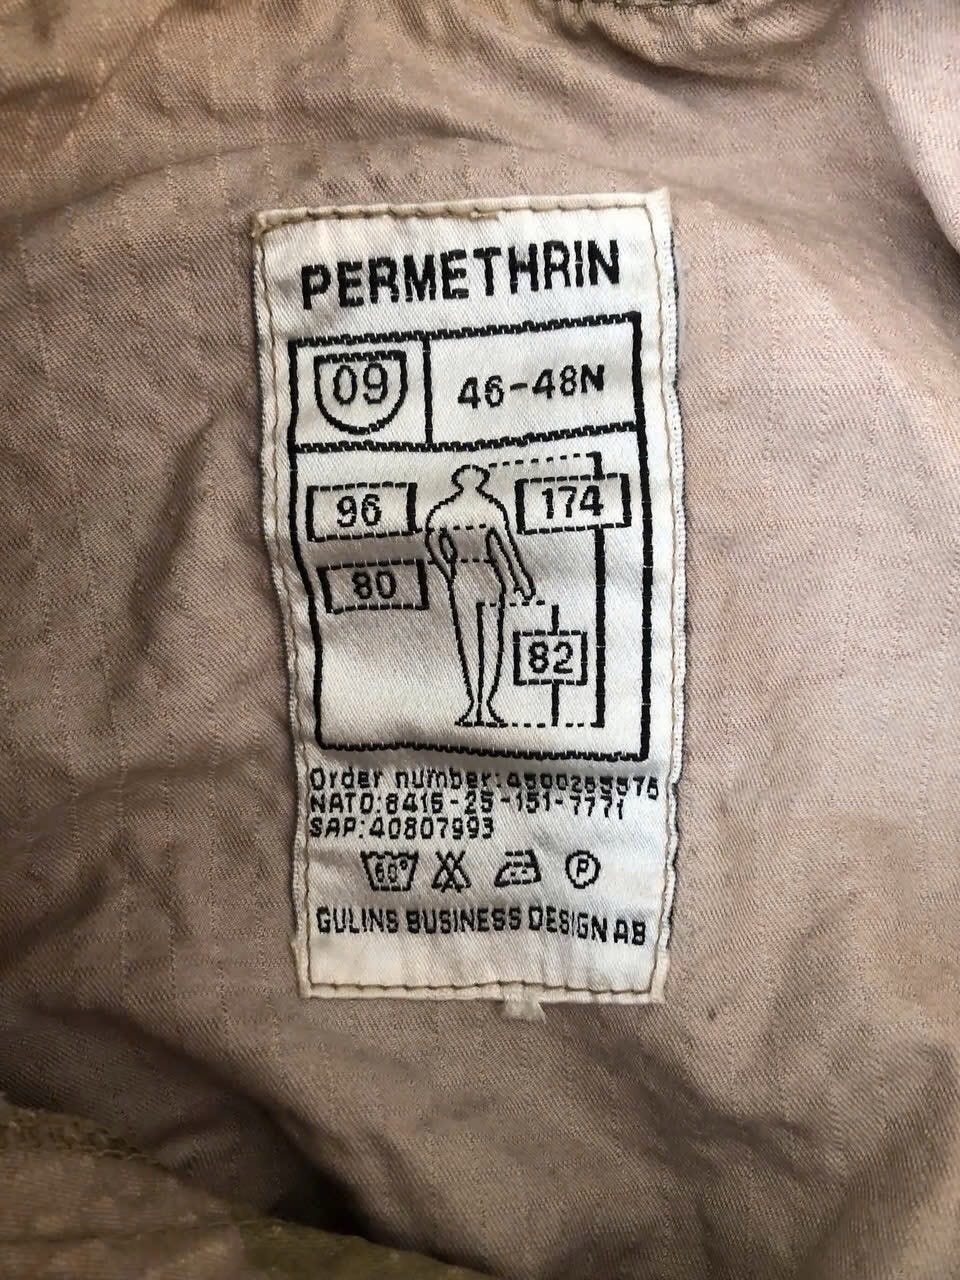 PERMETHRIN
09 46-48N
96 174
80
82
Order number:
NATO:8415-25-151-7771
SAP:40807993
60° P
GULINS BUSINESS DESIGN AB